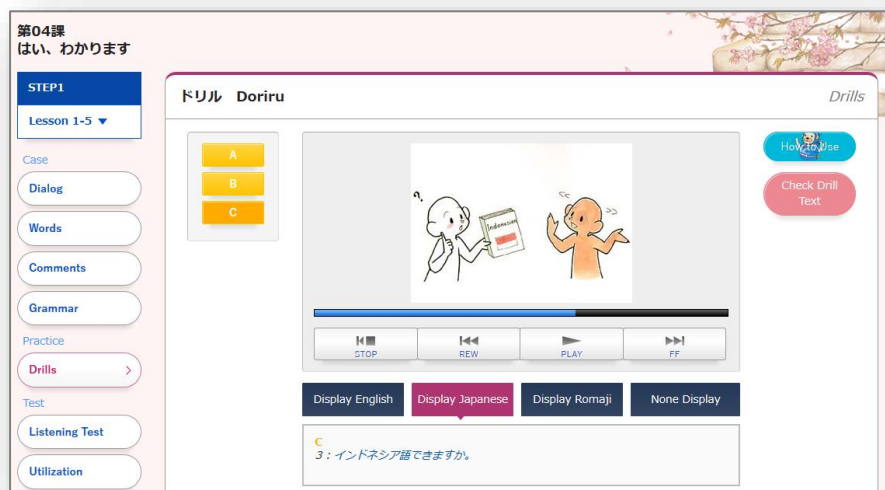 第04課
はい、わかります
STEP1
Lesson 1-5 ▼
Case
Dialog
Words
Comments
Grammar
Practice
Drills
Test
Listening Test
Utilization
ドリル Doriru
Drills
A
B
C
?
Indonesian
How to Use
Check Drill
Text
STOP
REW
PLAY
FF
Display English
Display Japanese
Display Romaji
None Display
C
3：インドネシア語できますか。